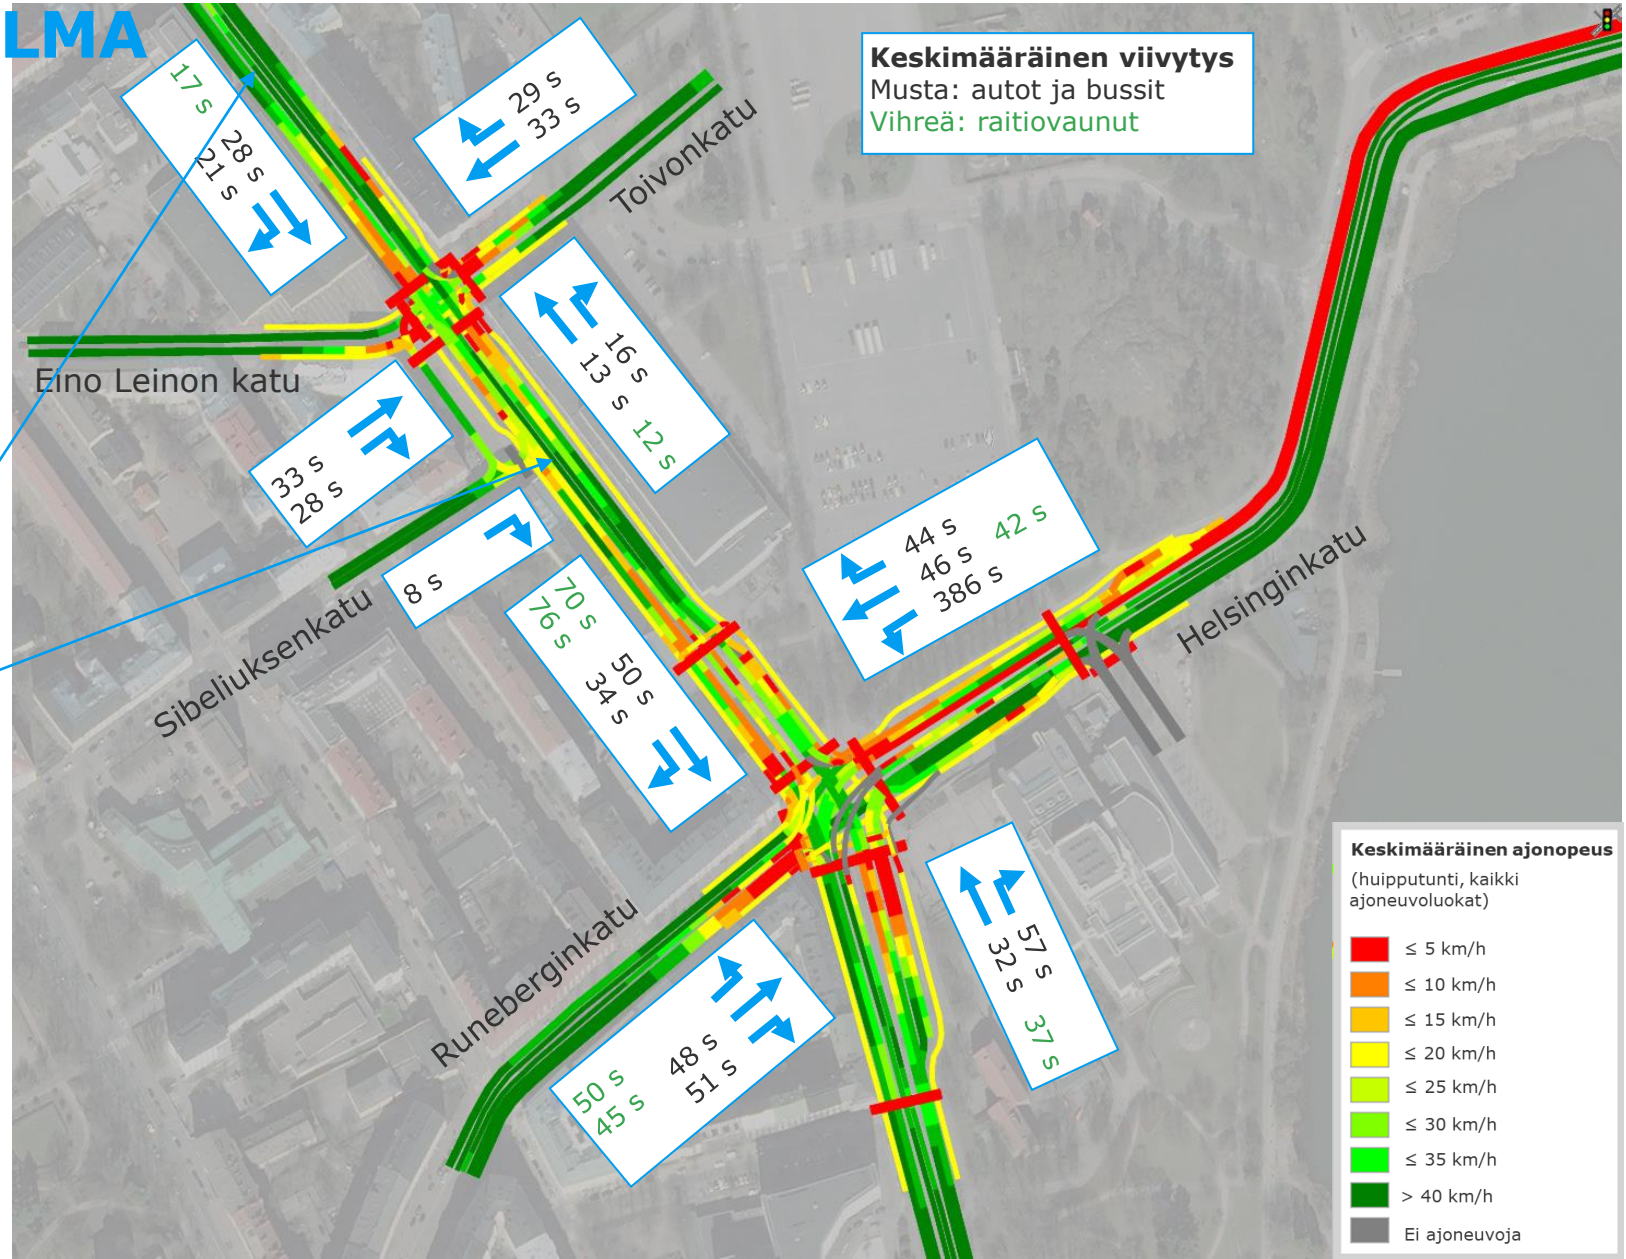 LMA
Keskimääräinen viivytys
Musta: autot ja bussit
Vihreä: raitiovaunut
17 s
28 s
21 s
29 s
33 s
Toivonkatu
Eino Leinon katu
16 s
13 s
12 s
33 s
28 s
8 s
Sibeliuksenkatu
44 s
42 s
46 s
386 s
Helsinginkatu
70 s
76 s
50 s
34 s
57 s
32 s
37 s
Runeberginkatu
48 s
51 s
50 s
45 s
Keskimääräinen ajonopeus
(huipputunti, kaikki
ajoneuvoluokat)
≤ 5 km/h
≤ 10 km/h
≤ 15 km/h
≤ 20 km/h
≤ 25 km/h
≤ 30 km/h
≤ 35 km/h
> 40 km/h
Ei ajoneuvoja